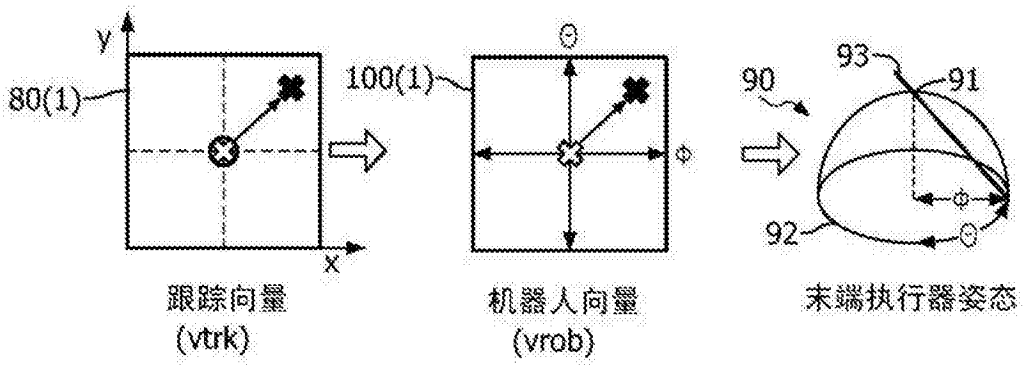 y
80(1)
x
跟踪向量
(vtrk)
100(1)
Θ
Φ
机器人向量
(vrob)
90
93
91
92
Φ
Θ
末端执行器姿态